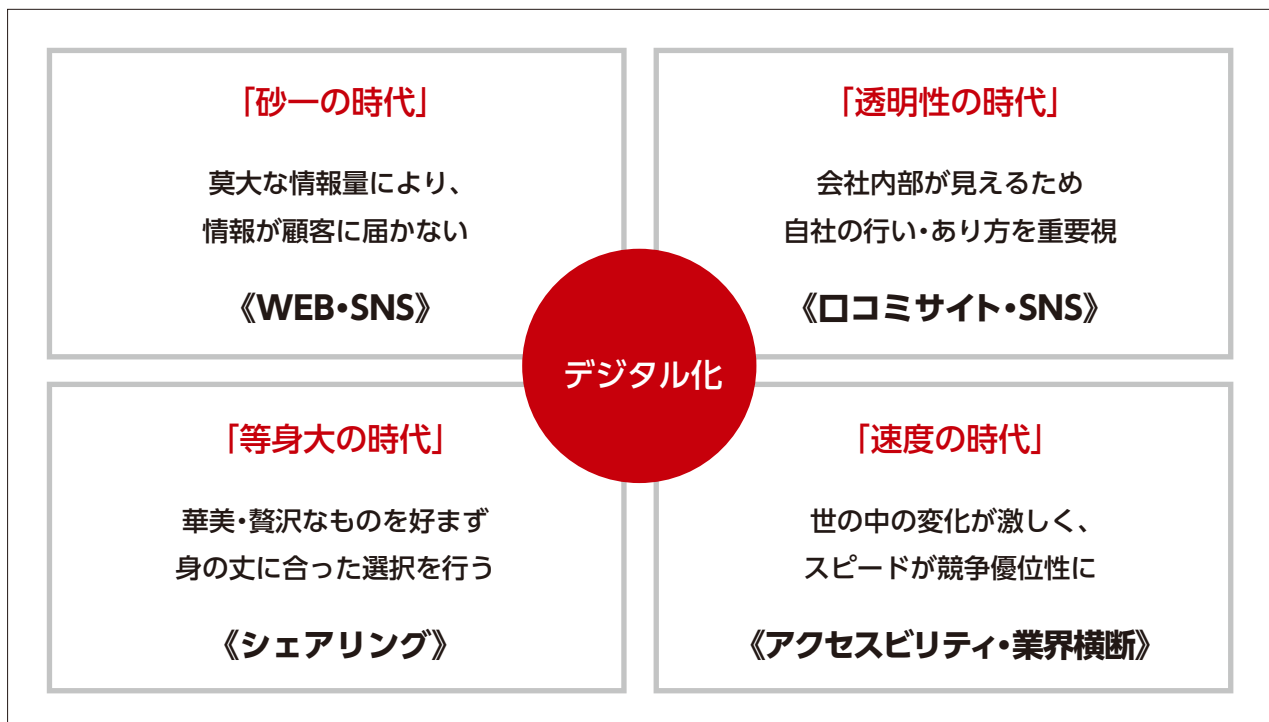 「砂一の時代」
莫大な情報量により、
情報が顧客に届かない
《WEB・SNS》
「透明性の時代」
会社内部が見えるため
自社の行い・あり方を重要視
《口コミサイト・SNS》
デジタル化
「等身大の時代」
華美・贅沢なものを好まず
身の丈に合った選択を行う
《シェアリング》
「速度の時代」
世の中の変化が激しく、
スピードが競争優位性に
《アクセスビリティ・業界横断》